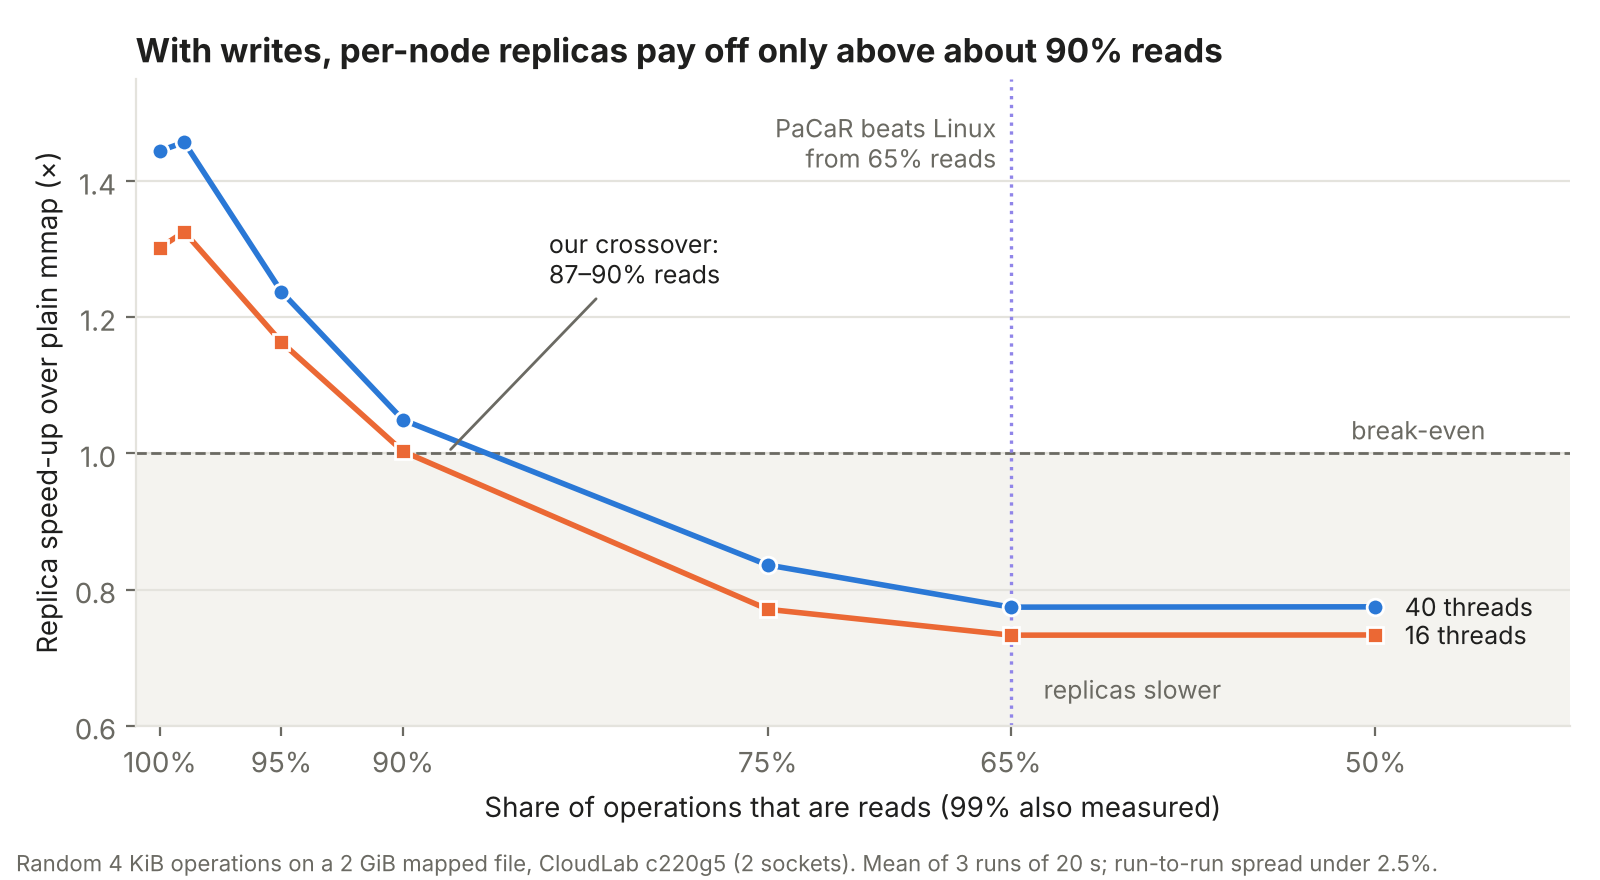 With writes, per-node replicas pay off only above about 90% reads
PaCaR beats Linux
from 65% reads
our crossover:
87–90% reads
break-even
40 threads
16 threads
replicas slower
Replica speed-up over plain mmap (×)
1.4
1.2
1.0
0.8
0.6
100%
95%
90%
75%
65%
50%
Share of operations that are reads (99% also measured)
Random 4 KiB operations on a 2 GiB mapped file, CloudLab c220g5 (2 sockets). Mean of 3 runs of 20 s; run-to-run spread under 2.5%.